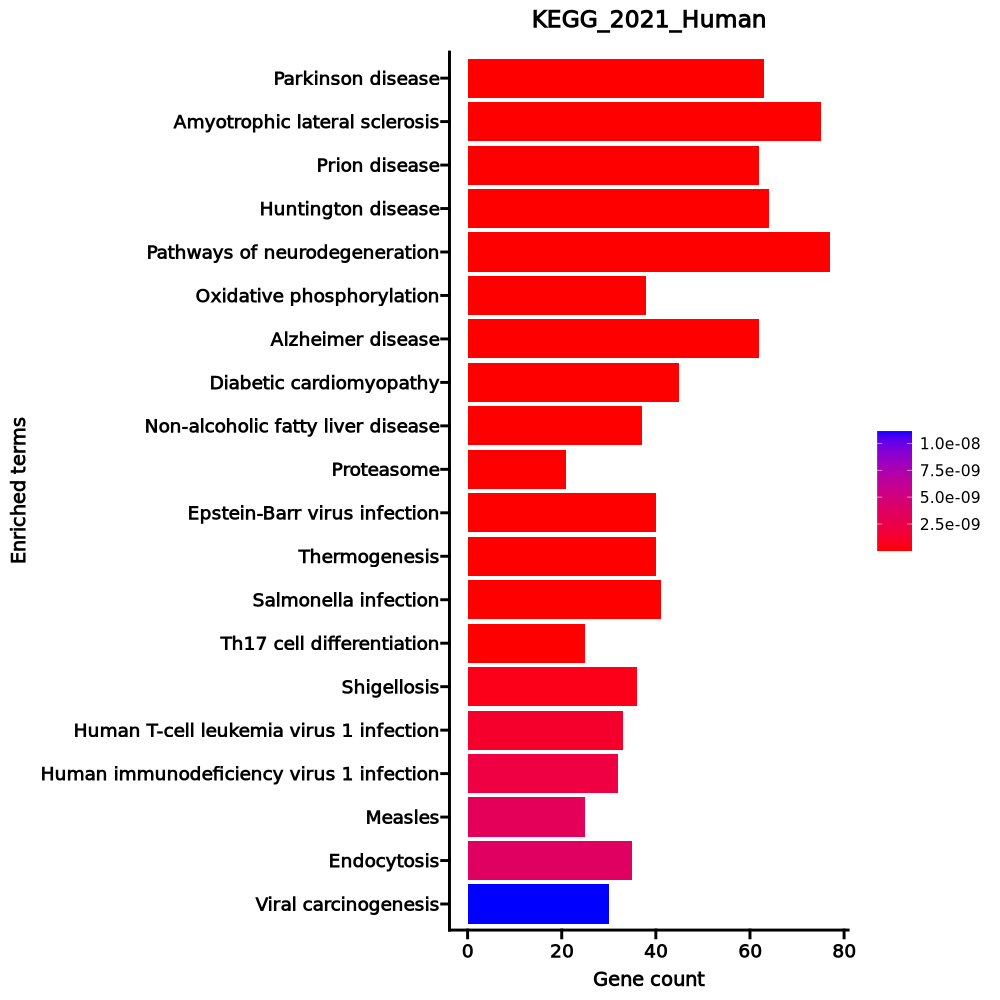 KEGG_2021_Human
Parkinson disease
Amyotrophic lateral sclerosis
Prion disease
Huntington disease
Pathways of neurodegeneration
Oxidative phosphorylation
Alzheimer disease
Diabetic cardiomyopathy
Non-alcoholic fatty liver disease
Proteasome
Epstein-Barr virus infection
Thermogenesis
Salmonella infection
Th17 cell differentiation
Shigellosis
Human T-cell leukemia virus 1 infection
Human immunodeficiency virus 1 infection
Measles
Endocytosis
Viral carcinogenesis
Enriched terms
0 20 40 60 80
Gene count
1.0e-08
7.5e-09
5.0e-09
2.5e-09